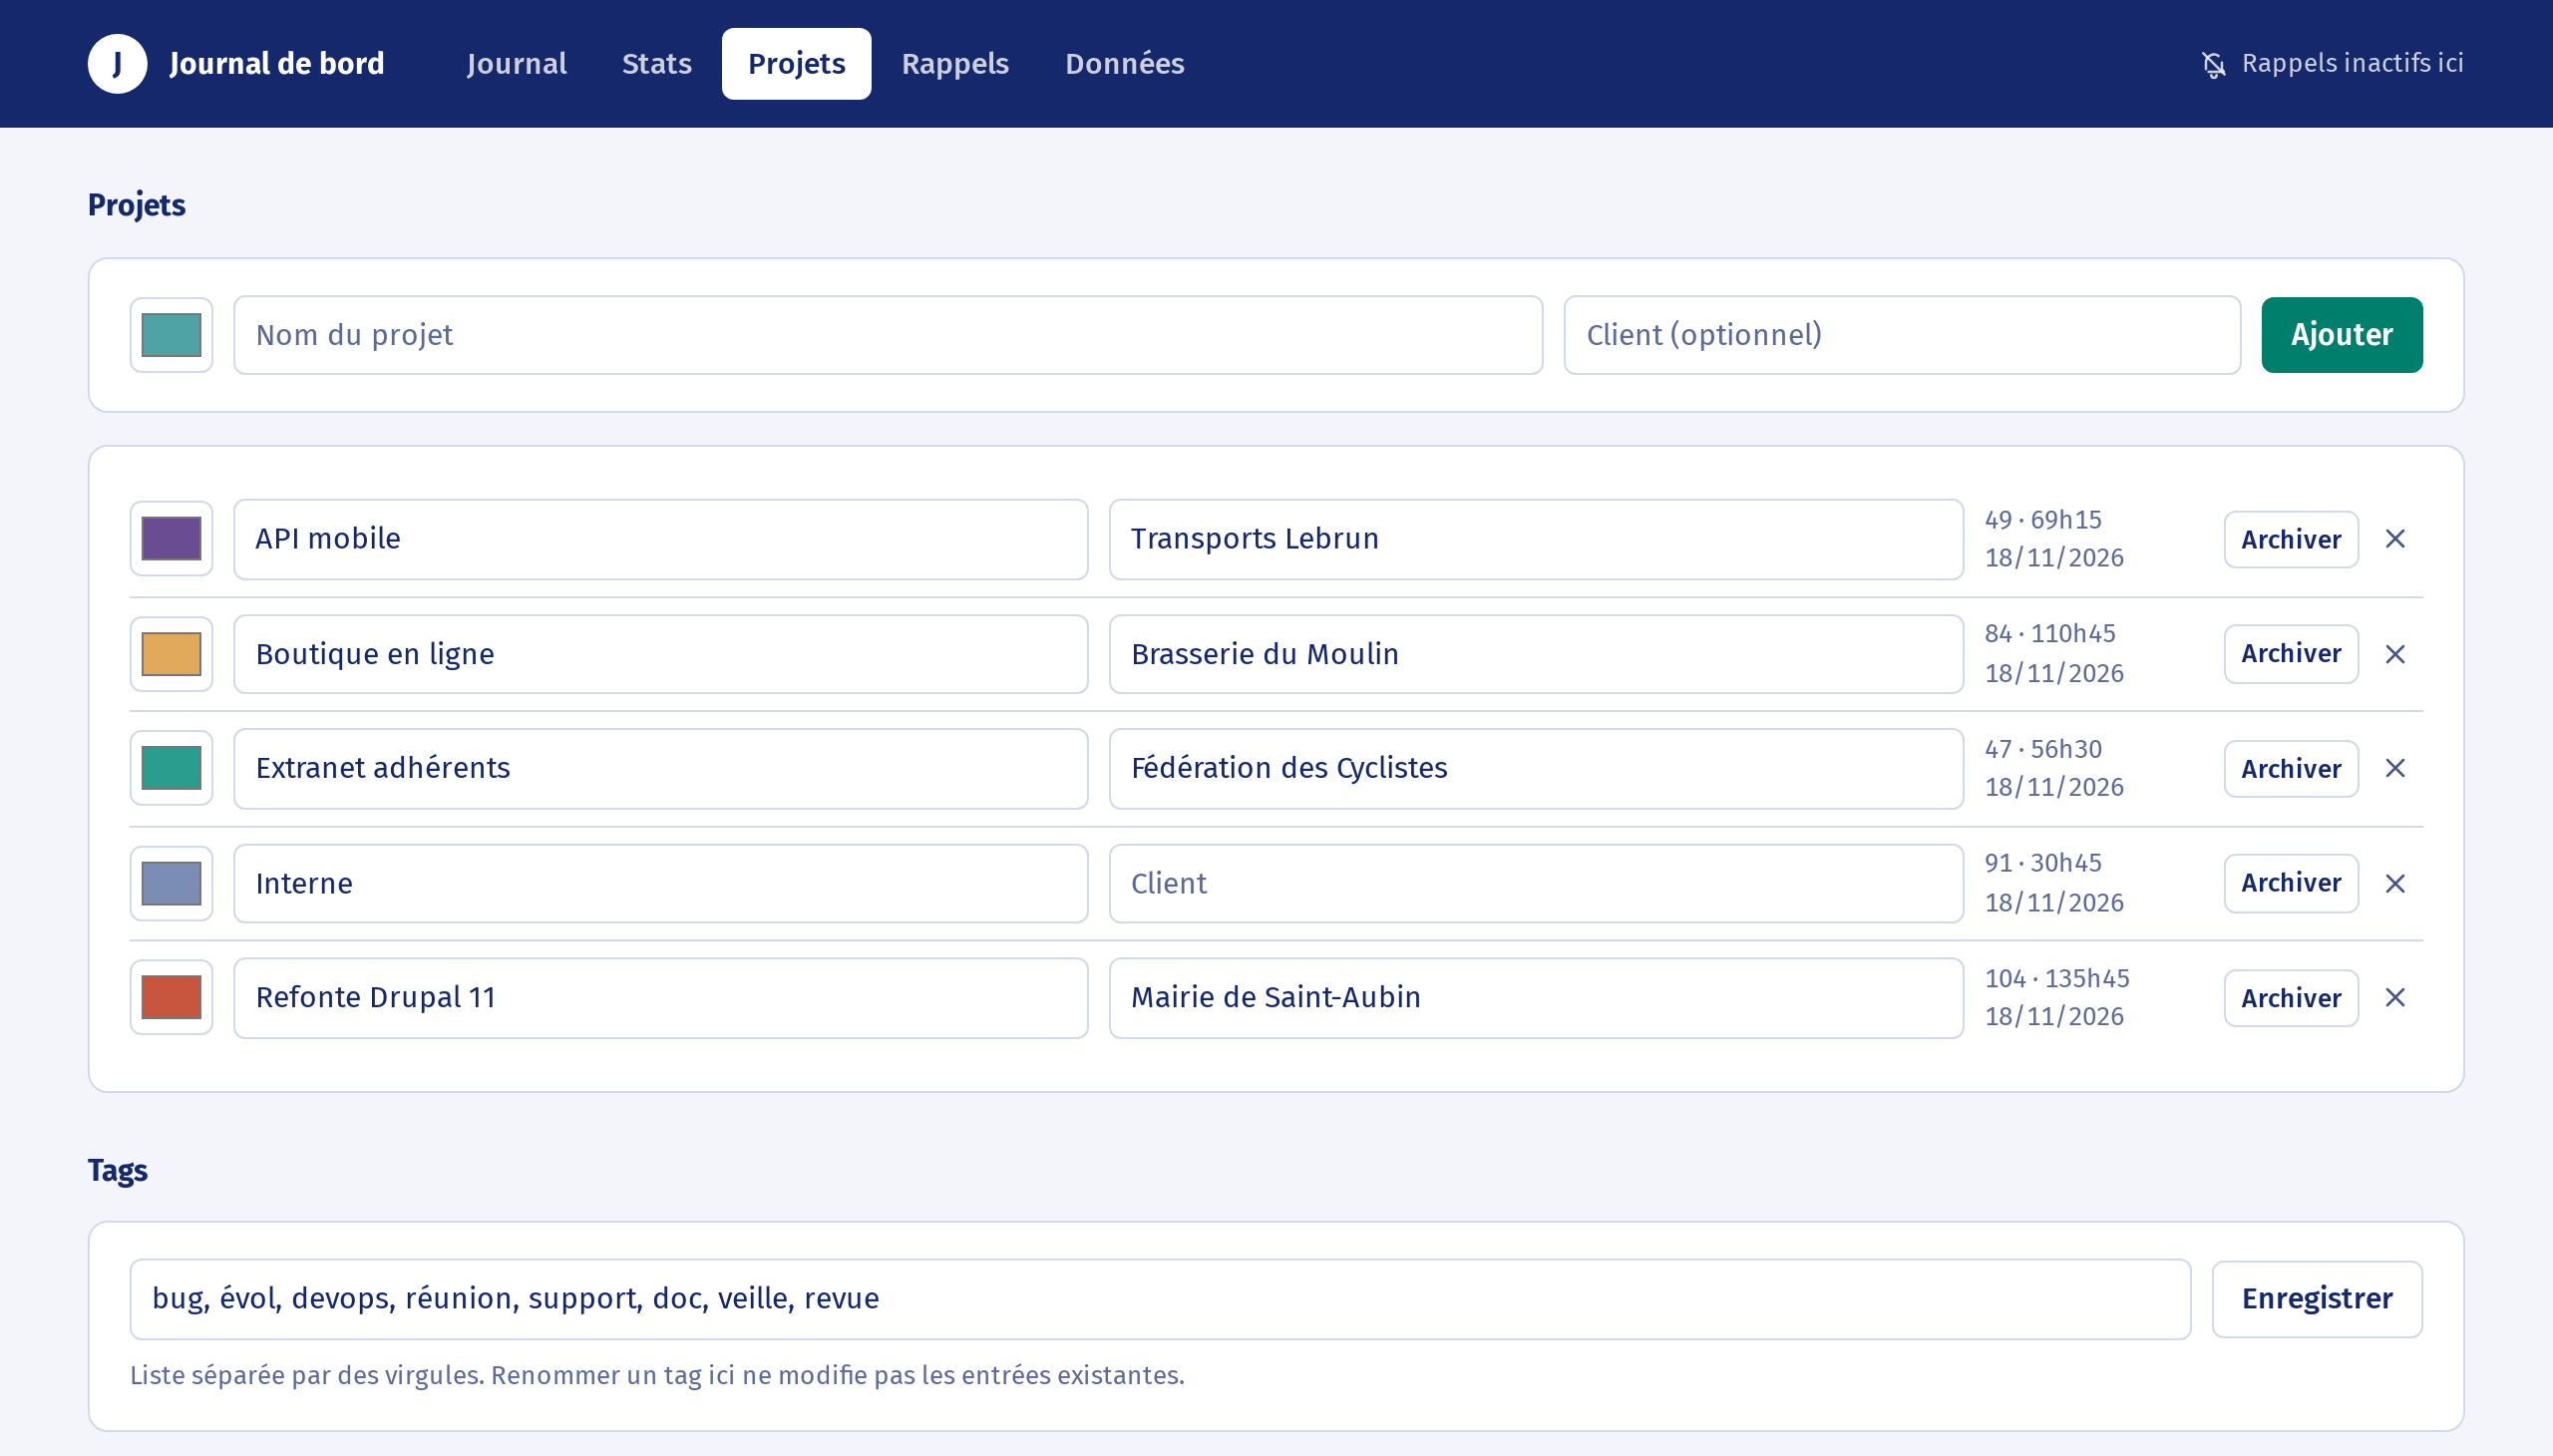 J Journal de bord Journal Stats Projets Rappels Données Rappels inactifs ici
Projets
Nom du projet Client (optionnel) Ajouter
API mobile Transports Lebrun 49 · 69h15 Archiver
18/11/2026
Boutique en ligne Brasserie du Moulin 84 · 110h45 Archiver
18/11/2026
Extranet adhérents Fédération des Cyclistes 47 · 56h30 Archiver
18/11/2026
Interne Client 91 · 30h45 Archiver
18/11/2026
Refonte Drupal 11 Mairie de Saint-Aubin 104 · 135h45 Archiver
18/11/2026
Tags
bug, évol, devops, réunion, support, doc, veille, revue Enregistrer
Liste séparée par des virgules. Renommer un tag ici ne modifie pas les entrées existantes.